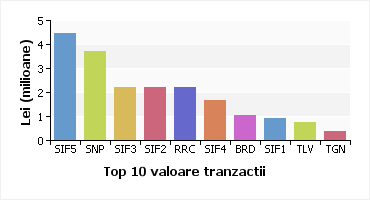 Lei (milioane)
5
4
3
2
1
0
SIF5 SNP SIF3 SIF2 RRC SIF4 BRD SIF1 TLV TGN
Top 10 valoare tranzactii